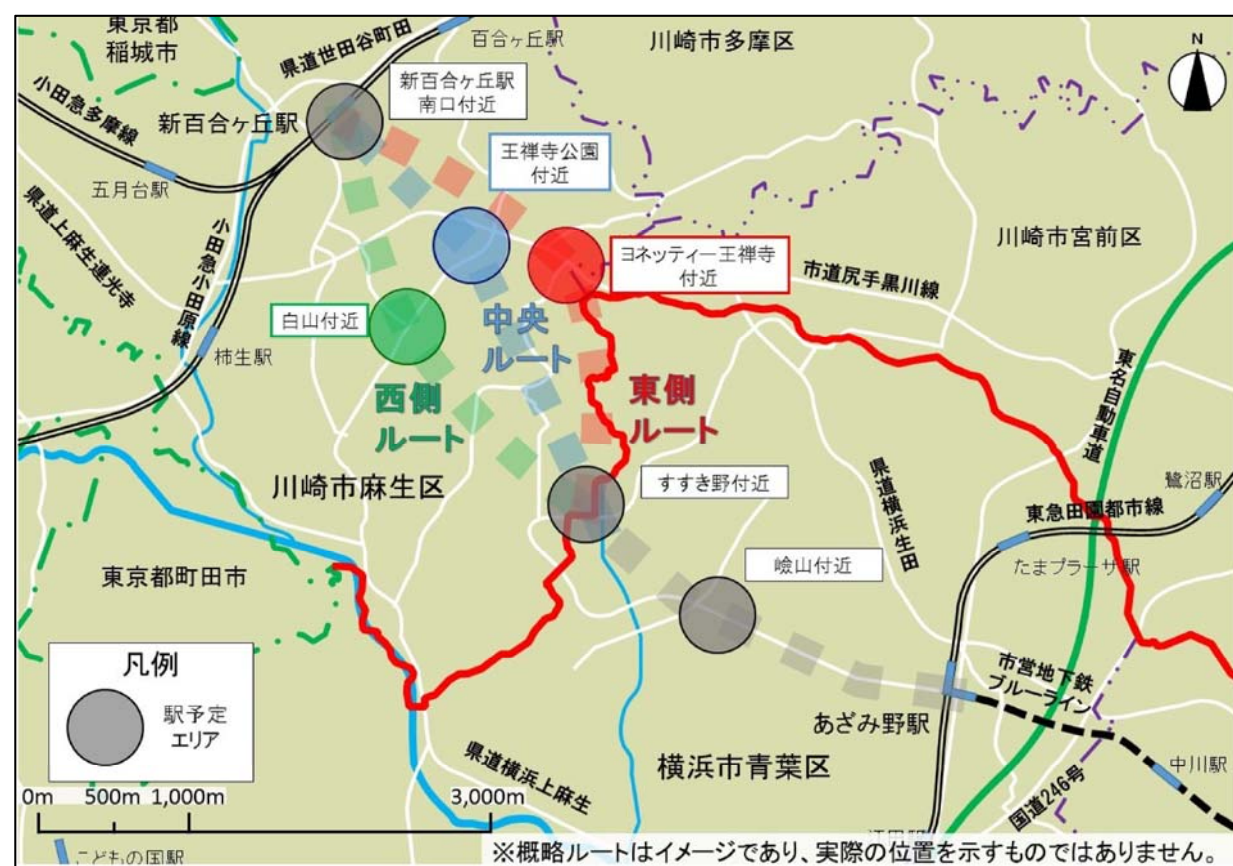 東京都
稲城市
県道世田谷町田
百合ヶ丘駅
川崎市多摩区
N
小田急多摩線
新百合ヶ丘駅
新百合ヶ丘駅
南口付近
五月台駅
王禅寺公園
付近
県道上麻生連光寺
小田急小田原線
ヨネッティー王禅寺
付近
川崎市宮前区
市道尻手黒川線
白山付近
中央
ルート
柿生駅
西側
ルート
東側
ルート
東名自動車道
県道横浜生田
鷺沼駅
川崎市麻生区
すすき野付近
東急田園都市線
たまプラーザ駅
東京都町田市
嶮山付近
凡例
駅予定
エリア
市営地下鉄
ブルーライン
あざみ野駅
県道横浜上麻生
横浜市青葉区
中川駅
国道246号
0m 500m 1,000m 3,000m
江田駅
こどもの国駅
※概略ルートはイメージであり、実際の位置を示すものではありません。